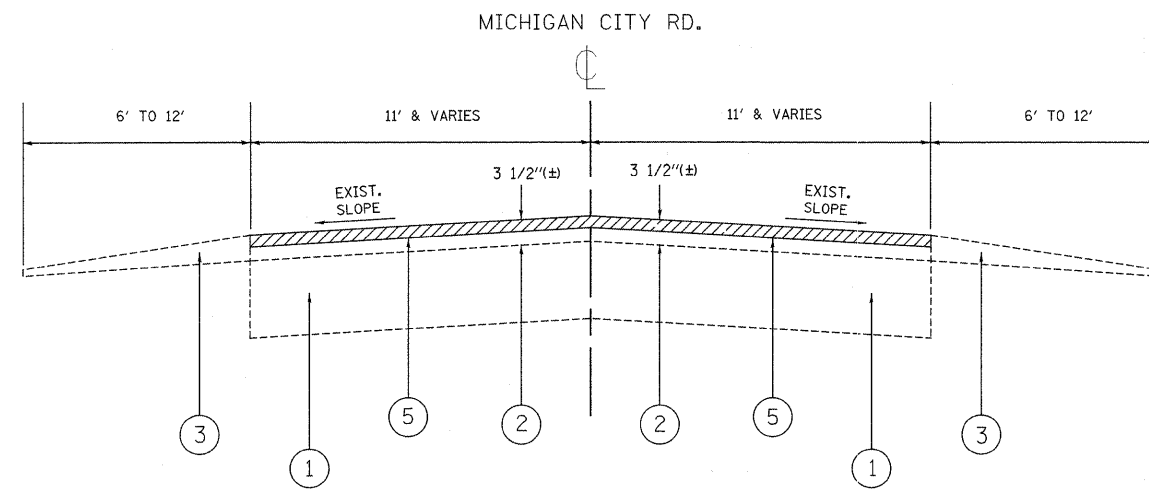 MICHIGAN CITY RD.
CL
6' TO 12'
11' & VARIES
11' & VARIES
6' TO 12'
3 1/2"(±)
3 1/2"(±)
EXIST.
SLOPE
EXIST.
SLOPE
3
1
5
2
2
5
1
3